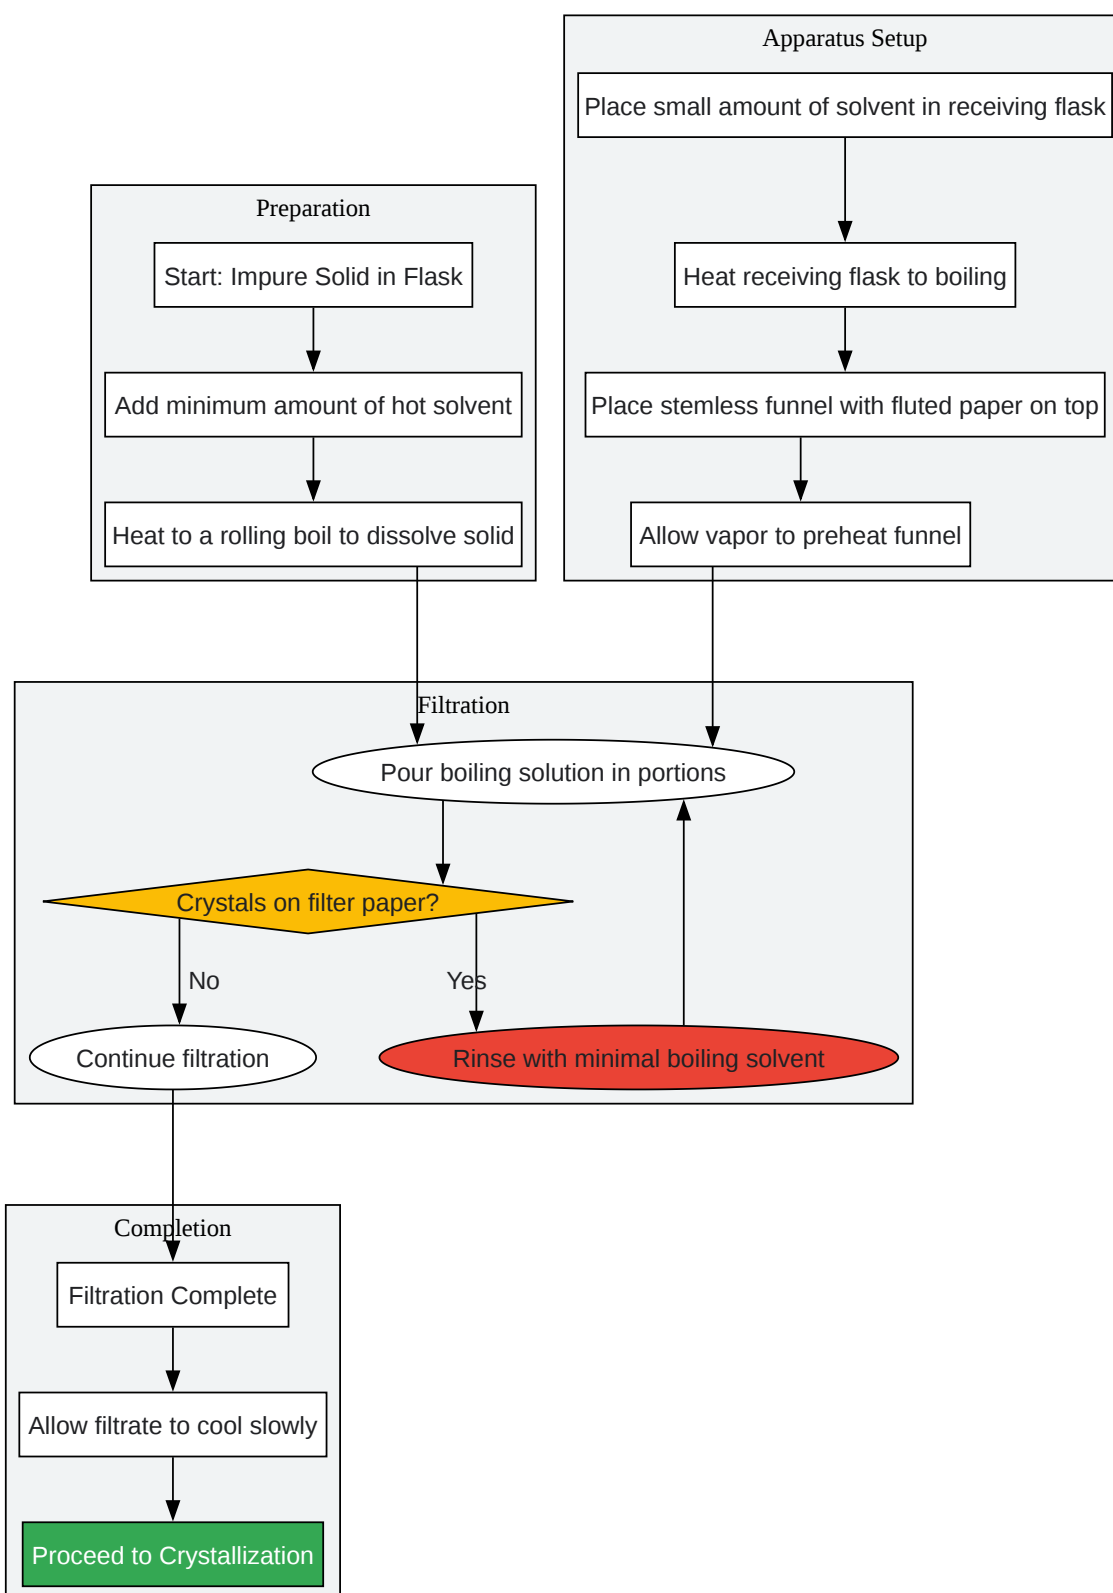 Apparatus Setup
Place small amount of solvent in receiving flask
Heat receiving flask to boiling
Place stemless funnel with fluted paper on top
Allow vapor to preheat funnel
Preparation
Start: Impure Solid in Flask
Add minimum amount of hot solvent
Heat to a rolling boil to dissolve solid
Filtration
Pour boiling solution in portions
Crystals on filter paper?
No
Yes
Continue filtration
Rinse with minimal boiling solvent
Completion
Filtration Complete
Allow filtrate to cool slowly
Proceed to Crystallization